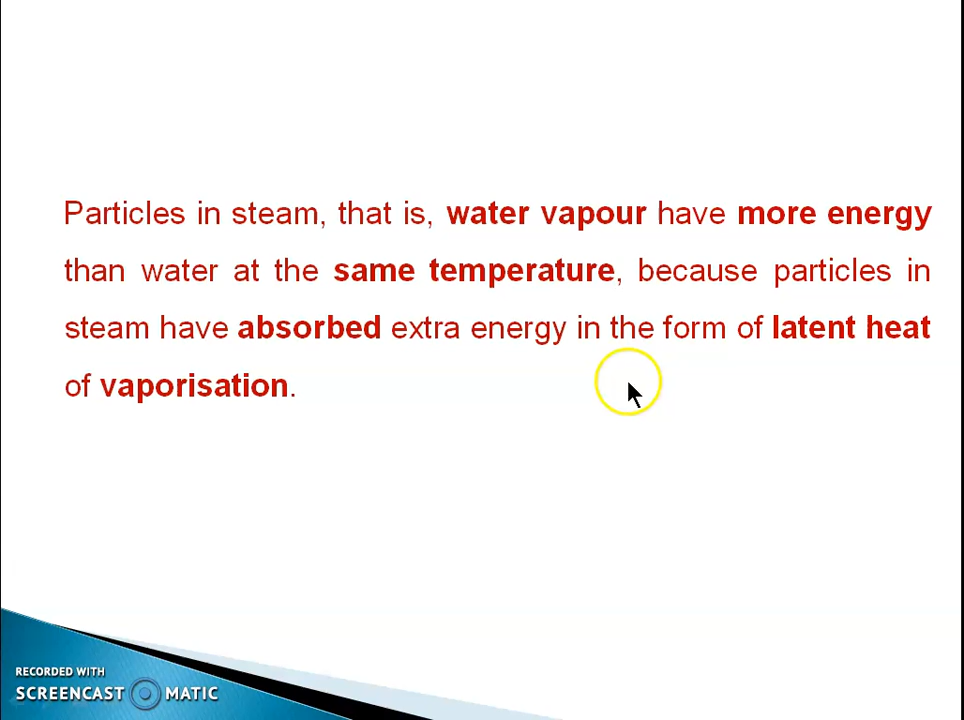 Particles in steam, that is, water vapour have more energy
than water at the same temperature, because particles in
steam have absorbed extra energy in the form of latent heat
of vaporisation.
RECORDED WITH
SCREENCAST MATIC